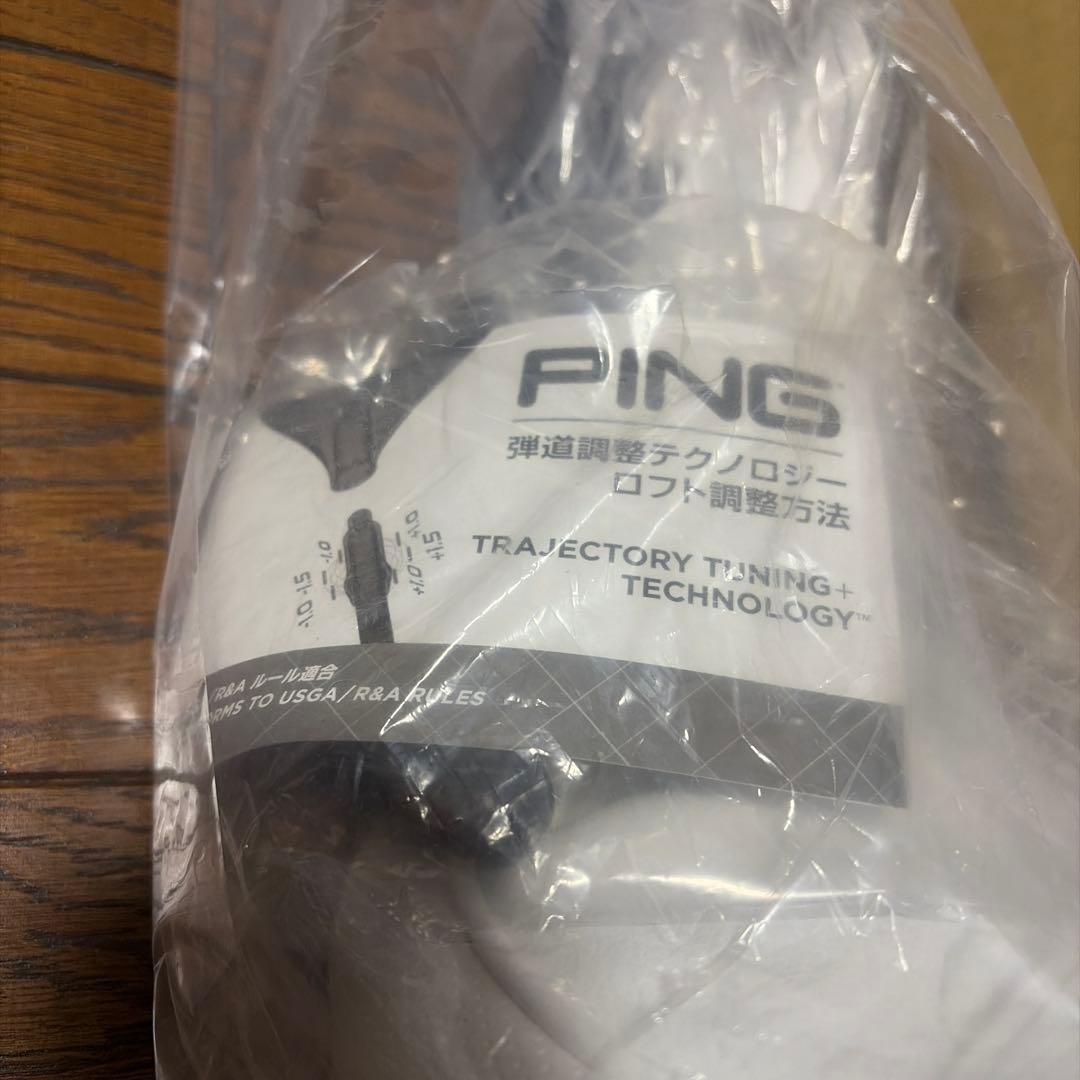 PING
弾道調整テクノロジー
ロフト調整方法
TRAJECTORY TUNING+
TECHNOLOGY™
-1.0 -1.5 -1.0
+1.0 +1.0 +1.5
/R&A ルール適合
ORMS TO USGA/R&A RULES